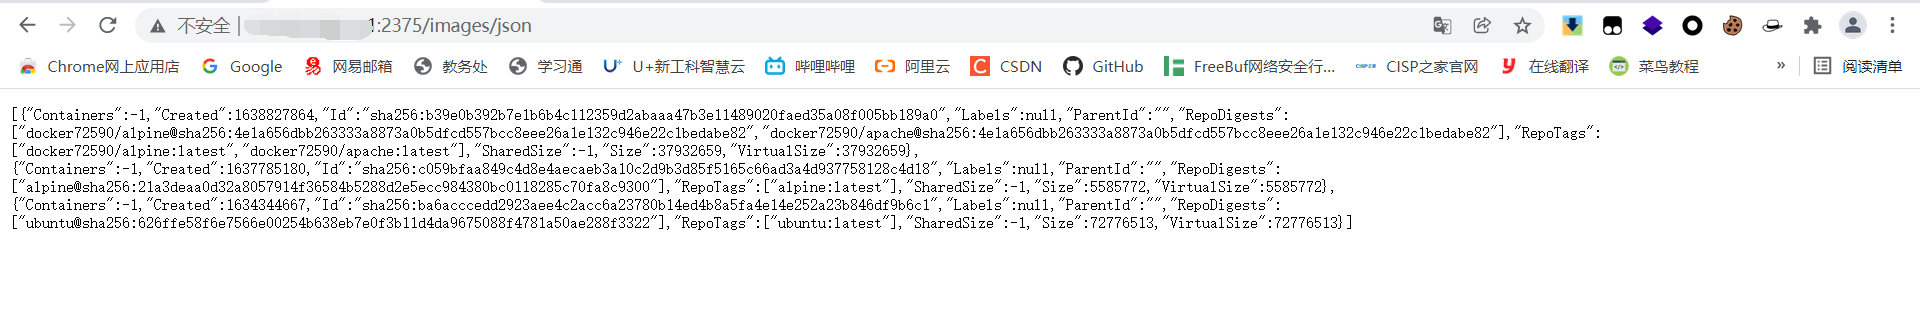 不安全 | 1:2375/images/json
Chrome网上应用店 Google 网易邮箱 教务处 学习通 U+新工科智慧云 哔哩哔哩 阿里云 CSDN GitHub FreeBuf网络安全行... CISP之家官网 在线翻译 菜鸟教程 » 阅读清单
[{"Containers":-1,"Created":1638827864,"Id":"sha256:b39e0b392b7e1b6b4c112359d2abaaa47b3e11489020faed35a08f005bb189a0","Labels":null,"ParentId":"","RepoDigests":
["docker72590/alpine@sha256:4e1a656dbb263333a8873a0b5dfcd557bcc8eee26a1e132c946e22c1bedabe82","docker72590/apache@sha256:4e1a656dbb263333a8873a0b5dfcd557bcc8eee26a1e132c946e22c1bedabe82"],"RepoTags":
["docker72590/alpine:latest","docker72590/apache:latest"],"SharedSize":-1,"Size":37932659,"VirtualSize":37932659},
{"Containers":-1,"Created":1637785180,"Id":"sha256:c059bfaa849c4d8e4aecaeb3a10c2d9b3d85f5165c66ad3a4d937758128c4d18","Labels":null,"ParentId":"","RepoDigests":
["alpine@sha256:21a3deaa0d32a8057914f36584b5288d2e5ecc984380bc0118285c70fa8c9300"],"RepoTags":["alpine:latest"],"SharedSize":-1,"Size":5585772,"VirtualSize":5585772},
{"Containers":-1,"Created":1634344667,"Id":"sha256:ba6acccedd2923aee4c2acc6a23780b14ed4b8a5fa4e14e252a23b846df9b6c1","Labels":null,"ParentId":"","RepoDigests":
["ubuntu@sha256:626ffe58f6e7566e00254b638eb7e0f3b11d4da9675088f4781a50ae288f3322"],"RepoTags":["ubuntu:latest"],"SharedSize":-1,"Size":72776513,"VirtualSize":72776513}]